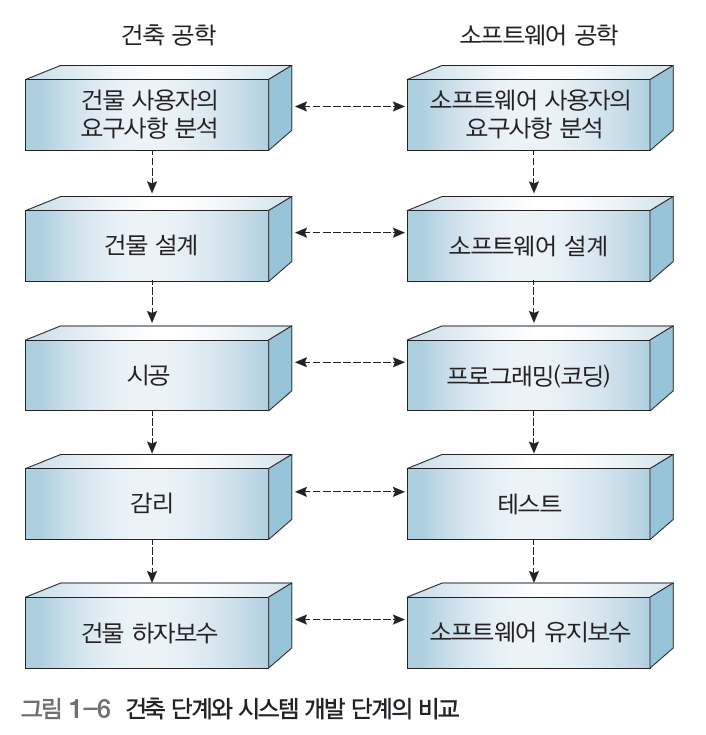 건축 공학
소프트웨어 공학
건물 사용자의
요구사항 분석
소프트웨어 사용자의
요구사항 분석
건물 설계
소프트웨어 설계
시공
프로그래밍(코딩)
감리
테스트
건물 하자보수
소프트웨어 유지보수
그림 1-6 건축 단계와 시스템 개발 단계의 비교